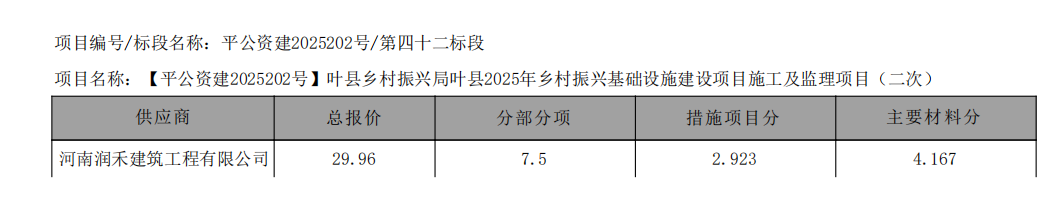 项目编号/标段名称：平公资建2025202号/第四十二标段
项目名称：【平公资建2025202号】叶县乡村振兴局叶县2025年乡村振兴基础设施建设项目施工及监理项目（二次）
供应商 总报价 分部分项 措施项目分 主要材料分
河南润禾建筑工程有限公司 29.96 7.5 2.923 4.167